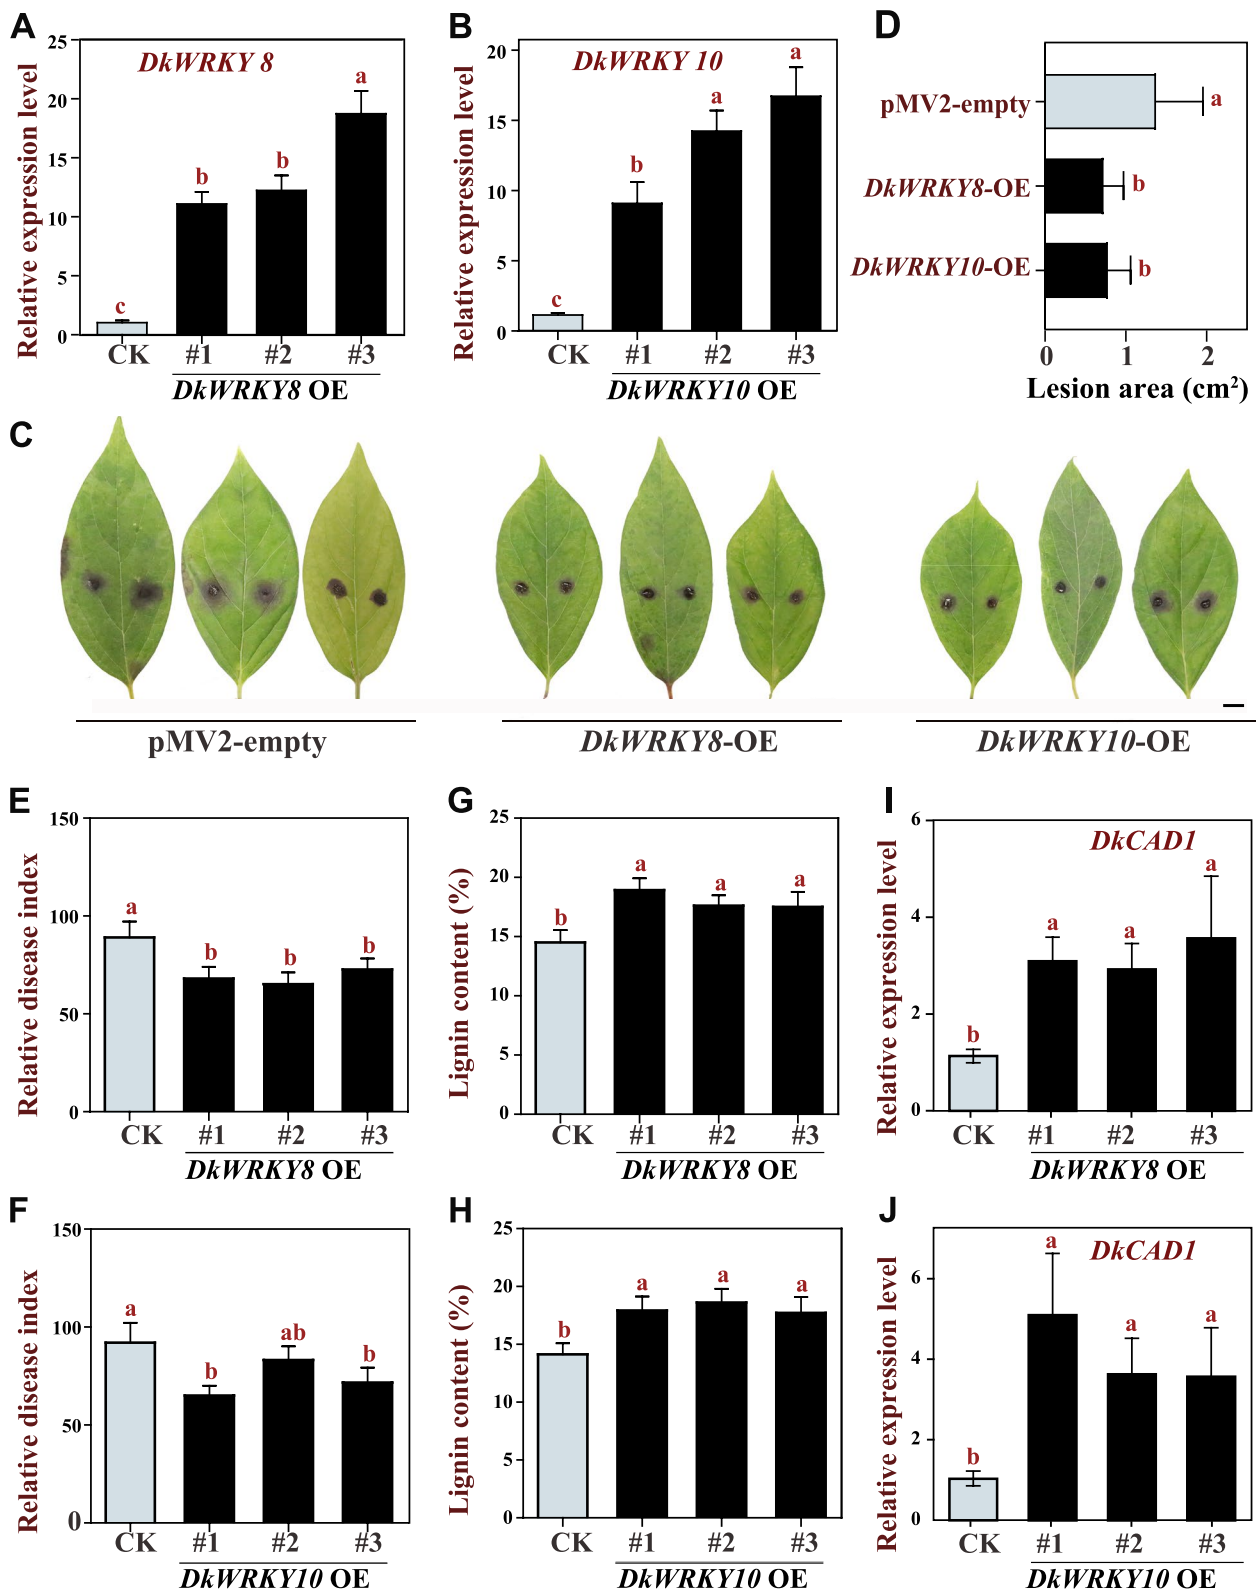 A
Relative expression level
25
20
15
10
5
0
DkWRKY 8
c
b
b
a
CK
#1
#2
#3
DkWRKY8 OE
B
Relative expression level
20
15
10
5
0
DkWRKY 10
c
b
a
a
CK
#1
#2
#3
DkWRKY10 OE
D
pMV2-empty
DkWRKY8-OE
DkWRKY10-OE
a
b
b
0
1
2
Lesion area (cm²)
C
pMV2-empty
DkWRKY8-OE
DkWRKY10-OE
E
Relative disease index
150
100
50
0
a
b
b
b
CK
#1
#2
#3
DkWRKY8 OE
G
Lignin content (%)
25
20
15
10
5
0
b
a
a
a
CK
#1
#2
#3
DkWRKY8 OE
I
Relative expression level
6
4
2
0
DkCAD1
b
a
a
a
CK
#1
#2
#3
DkWRKY8 OE
F
Relative disease index
150
100
50
0
a
b
ab
b
CK
#1
#2
#3
DkWRKY10 OE
H
Lignin content (%)
25
20
15
10
5
0
b
a
a
a
CK
#1
#2
#3
DkWRKY10 OE
J
Relative expression level
6
4
2
0
DkCAD1
b
a
a
a
CK
#1
#2
#3
DkWRKY10 OE